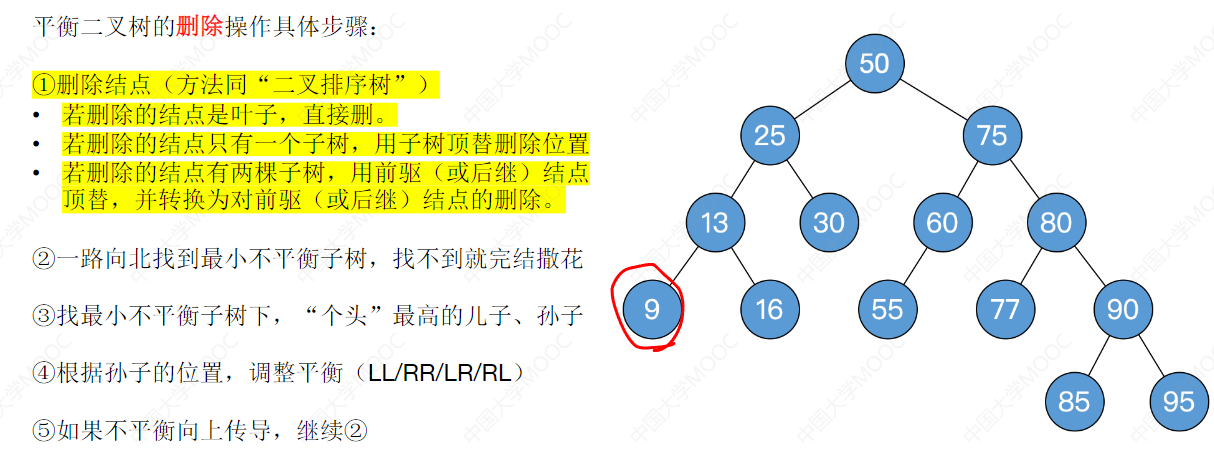 平衡二叉树的删除操作具体步骤：
①删除结点（方法同“二叉排序树”）
• 若删除的结点是叶子，直接删。
• 若删除的结点只有一个子树，用子树顶替删除位置
• 若删除的结点有两棵子树，用前驱（或后继）结点
顶替，并转换为对前驱（或后继）结点的删除。
②一路向北找到最小不平衡子树，找不到就完结撒花
③找最小不平衡子树下，“个头”最高的儿子、孙子
④根据孙子的位置，调整平衡（LL/RR/LR/RL）
⑤如果不平衡向上传导，继续②
50
25 75
13 30 60 80
9 16 55 77 90
85 95
中国大学MOOC